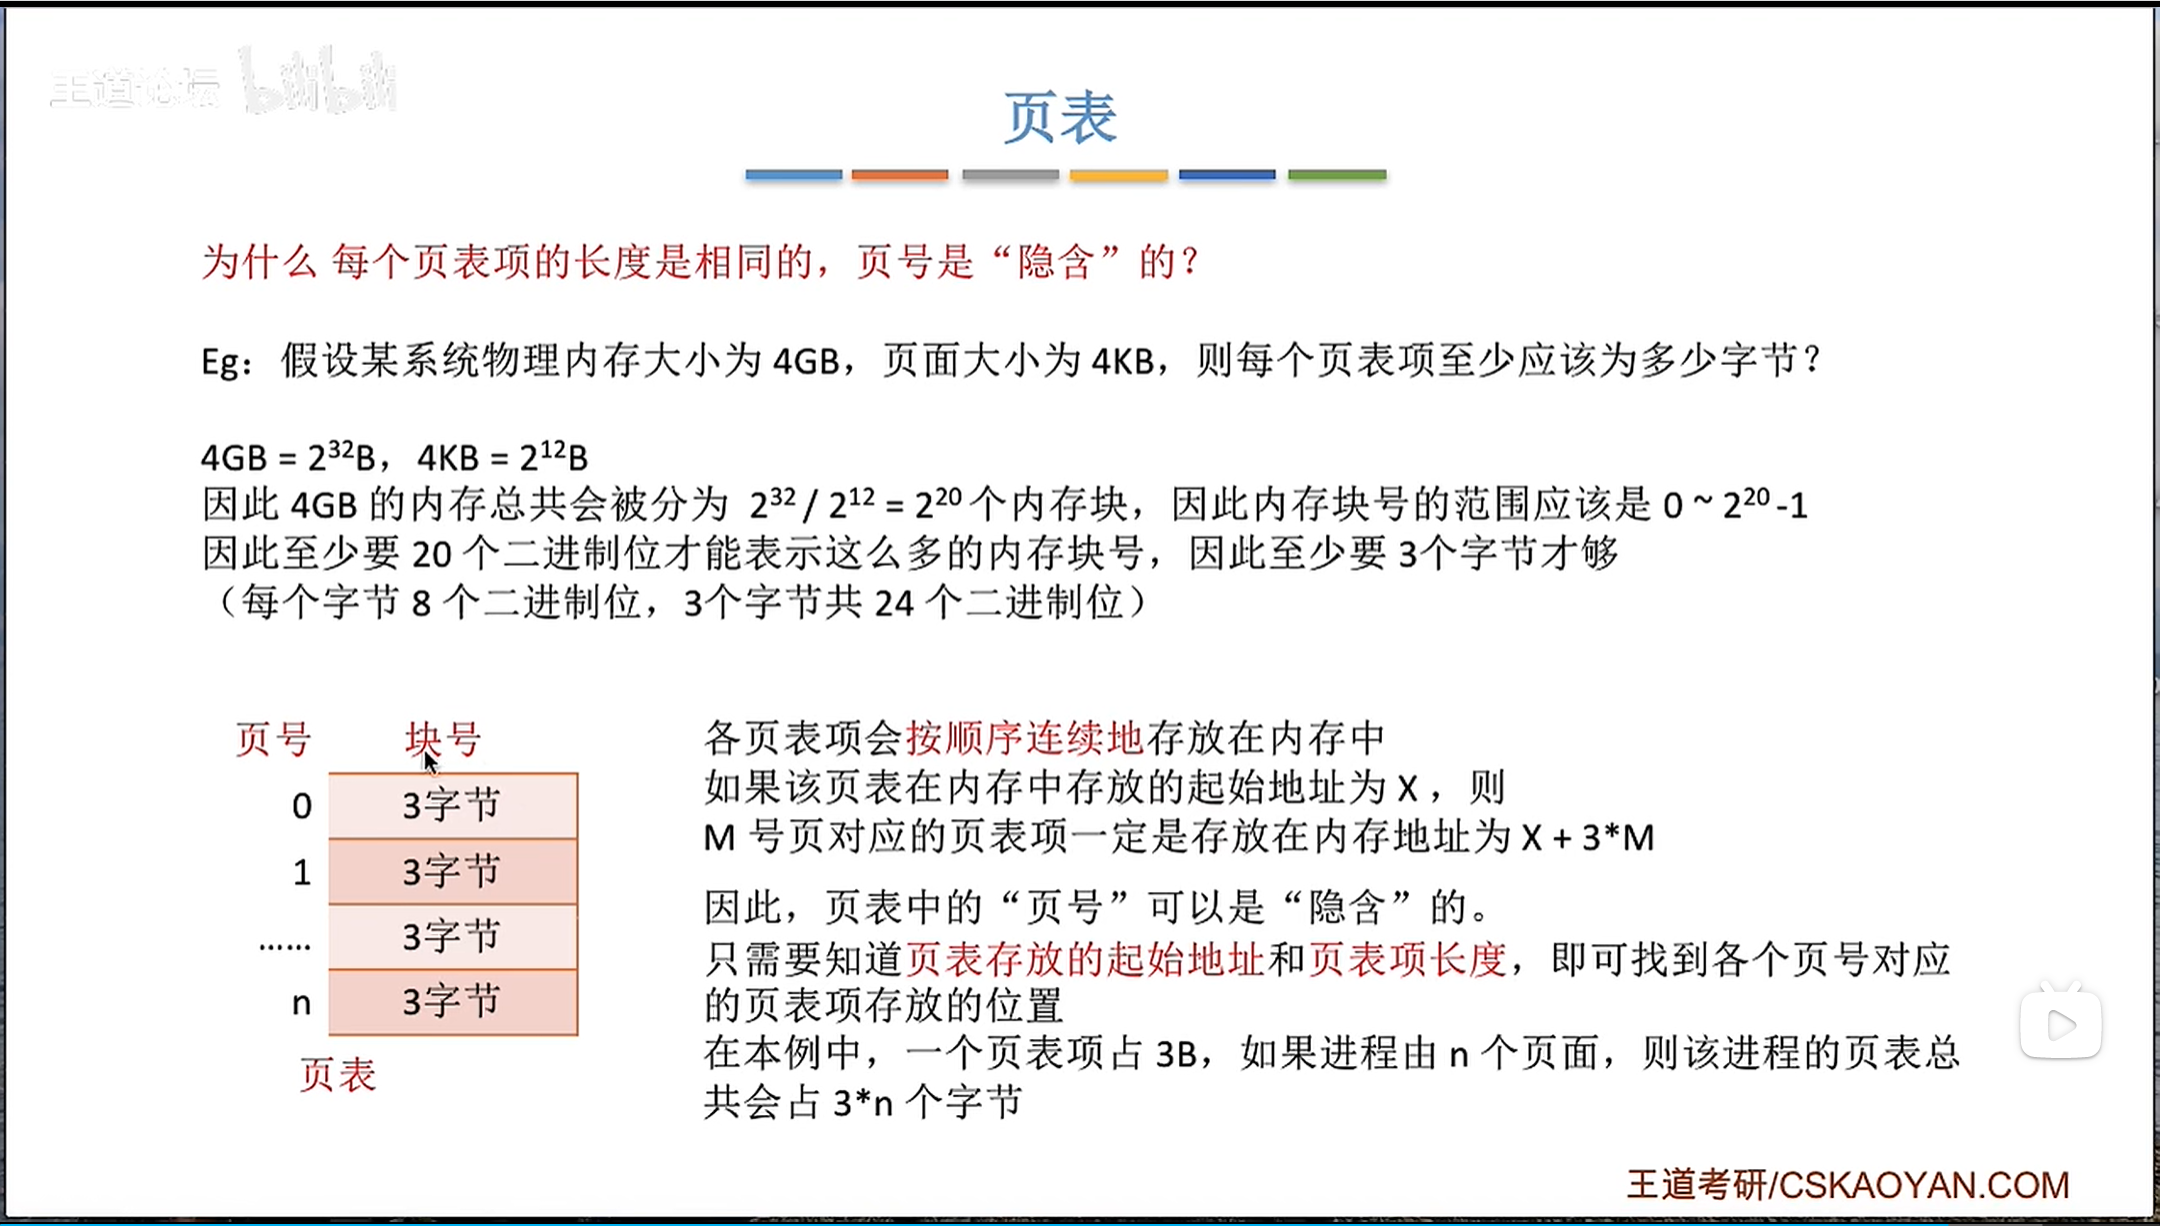 王道论坛 bilibili
页表
为什么 每个页表项的长度是相同的，页号是“隐含”的？
Eg：假设某系统物理内存大小为 4GB，页面大小为 4KB，则每个页表项至少应该为多少字节？
4GB = 2³²B，4KB = 2¹²B
因此 4GB 的内存总共会被分为 2³² / 2¹² = 2²⁰ 个内存块，因此内存块号的范围应该是 0 ~ 2²⁰ -1
因此至少要 20 个二进制位才能表示这么多的内存块号，因此至少要 3个字节才够
（每个字节 8 个二进制位，3个字节共 24 个二进制位）
页号 块号
0 3字节
1 3字节
...... 3字节
n 3字节
页表
各页表项会按顺序连续地存放在内存中
如果该页表在内存中存放的起始地址为 X ，则
M 号页对应的页表项一定是存放在内存地址为 X + 3*M
因此，页表中的“页号”可以是“隐含”的。
只需要知道页表存放的起始地址和页表项长度，即可找到各个页号对应
的页表项存放的位置
在本例中，一个页表项占 3B，如果进程由 n 个页面，则该进程的页表总
共会占 3*n 个字节
王道考研/CSKAOYAN.COM